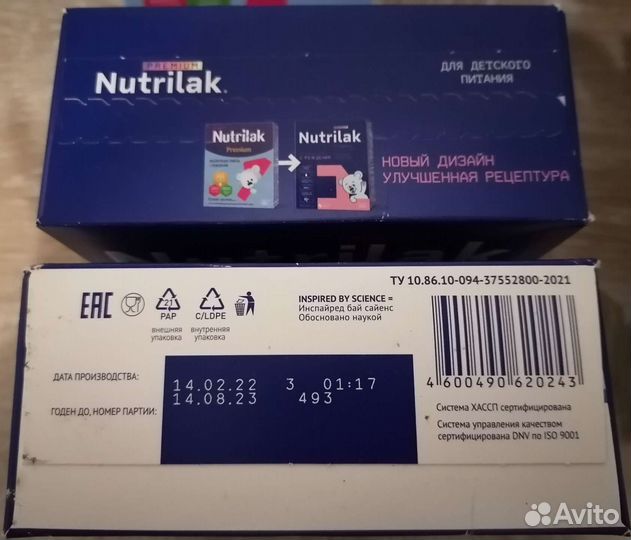 PREMIUM
Nutrilak
ДЛЯ ДЕТСКОГО
ПИТАНИЯ
Nutrilak
Premium
Nutrilak
НОВЫЙ ДИЗАЙН
УЛУЧШЕННАЯ РЕЦЕПТУРА
Nutrilak
ТУ 10.86.10-094-37552800-2021
EAC
21
PAP
внешняя
упаковка
C/LDPE
внутренняя
упаковка
INSPIRED BY SCIENCE =
Инспайред бай сайенс
Обосновано наукой
ДАТА ПРОИЗВОДСТВА:
14.02.22 3 01:17
ГОДЕН ДО, НОМЕР ПАРТИИ:
14.08.23 493
4 600490 620243
Система ХАССП сертифицирована
Система управления качеством
сертифицирована DNV по ISO 9001
Avito